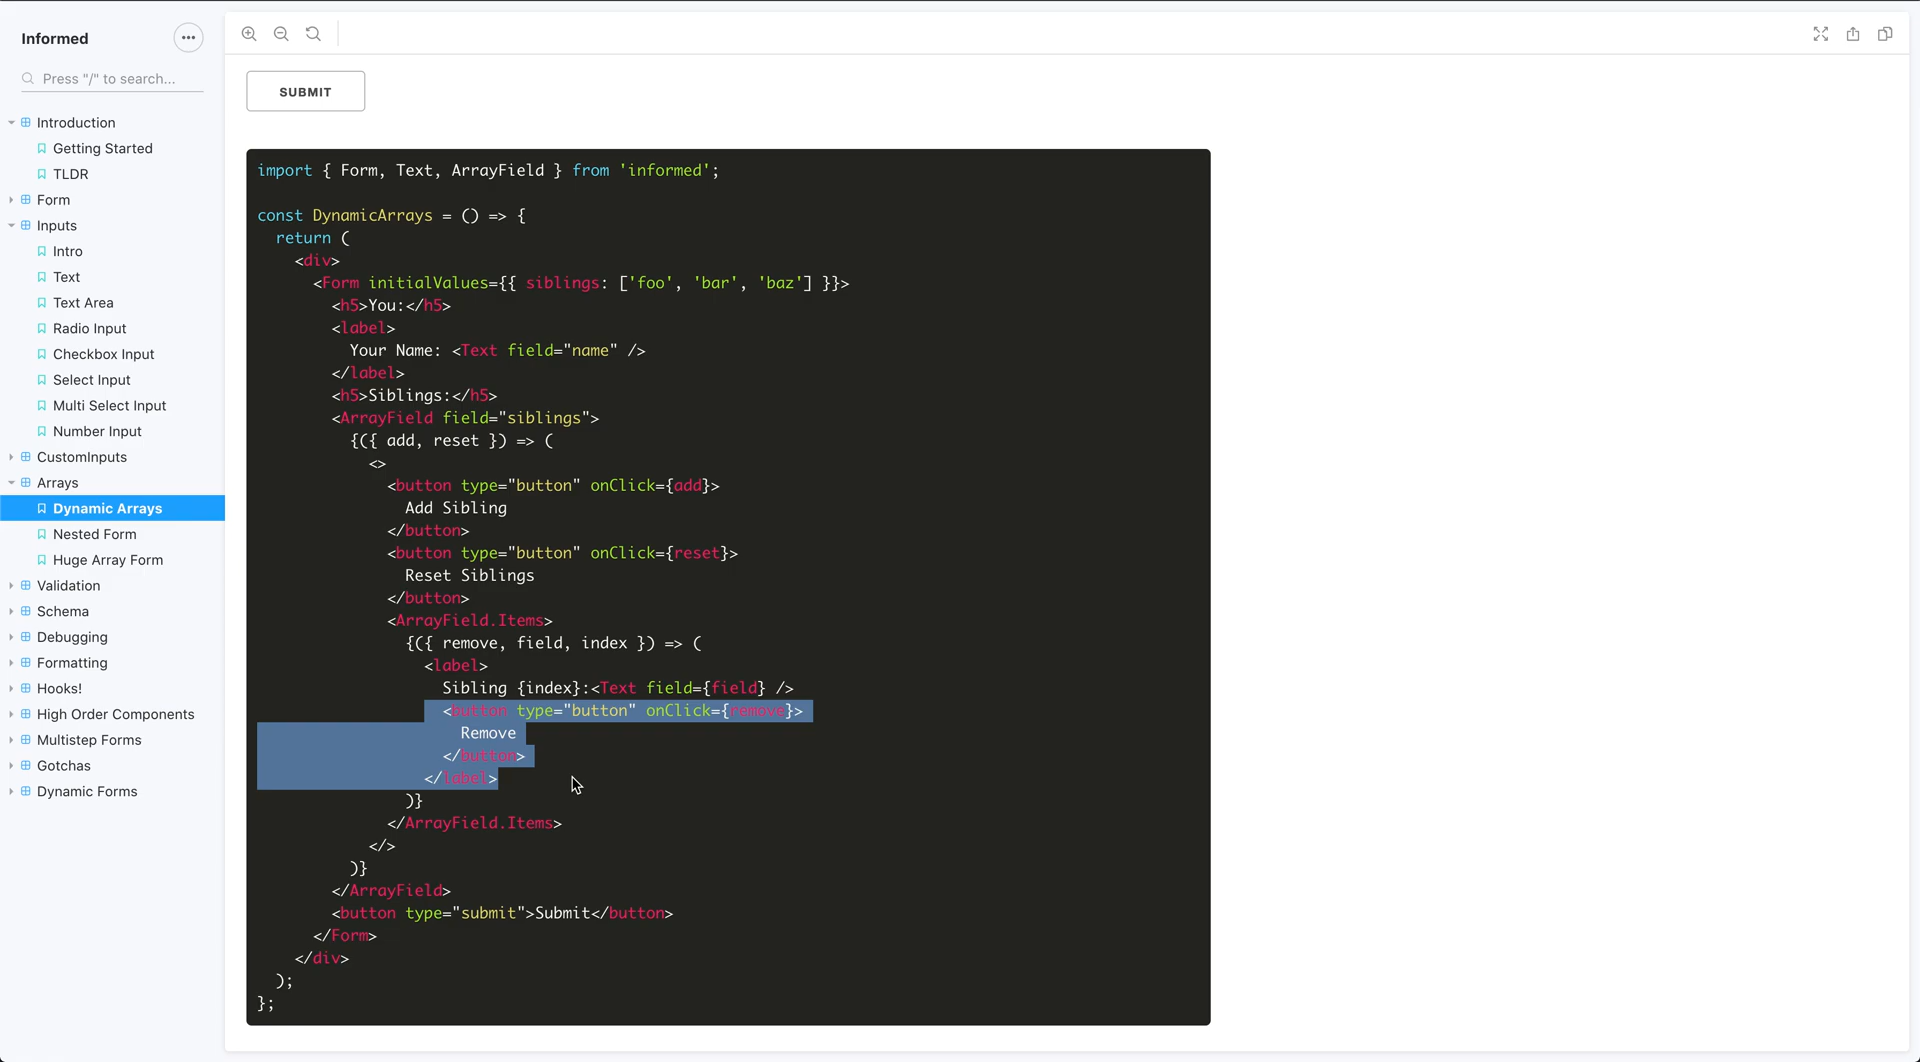 Informed
Press "/" to search...
Introduction
Getting Started
TLDR
Form
Inputs
Intro
Text
Text Area
Radio Input
Checkbox Input
Select Input
Multi Select Input
Number Input
CustomInputs
Arrays
Dynamic Arrays
Nested Form
Huge Array Form
Validation
Schema
Debugging
Formatting
Hooks!
High Order Components
Multistep Forms
Gotchas
Dynamic Forms
SUBMIT
import { Form, Text, ArrayField } from 'informed';
const DynamicArrays = () => {
return (
<div>
<Form initialValues={{ siblings: ['foo', 'bar', 'baz'] }}>
<h5>You:</h5>
<label>
Your Name: <Text field="name" />
</label>
<h5>Siblings:</h5>
<ArrayField field="siblings">
{({ add, reset }) => (
<>
<button type="button" onClick={add}>
Add Sibling
</button>
<button type="button" onClick={reset}>
Reset Siblings
</button>
<ArrayField.Items>
{({ remove, field, index }) => (
<label>
Sibling {index}:<Text field={field} />
<button type="button" onClick={remove}>
Remove
</button>
</label>
)}
</ArrayField.Items>
</>
)}
</ArrayField>
<button type="submit">Submit</button>
</Form>
</div>
);
};